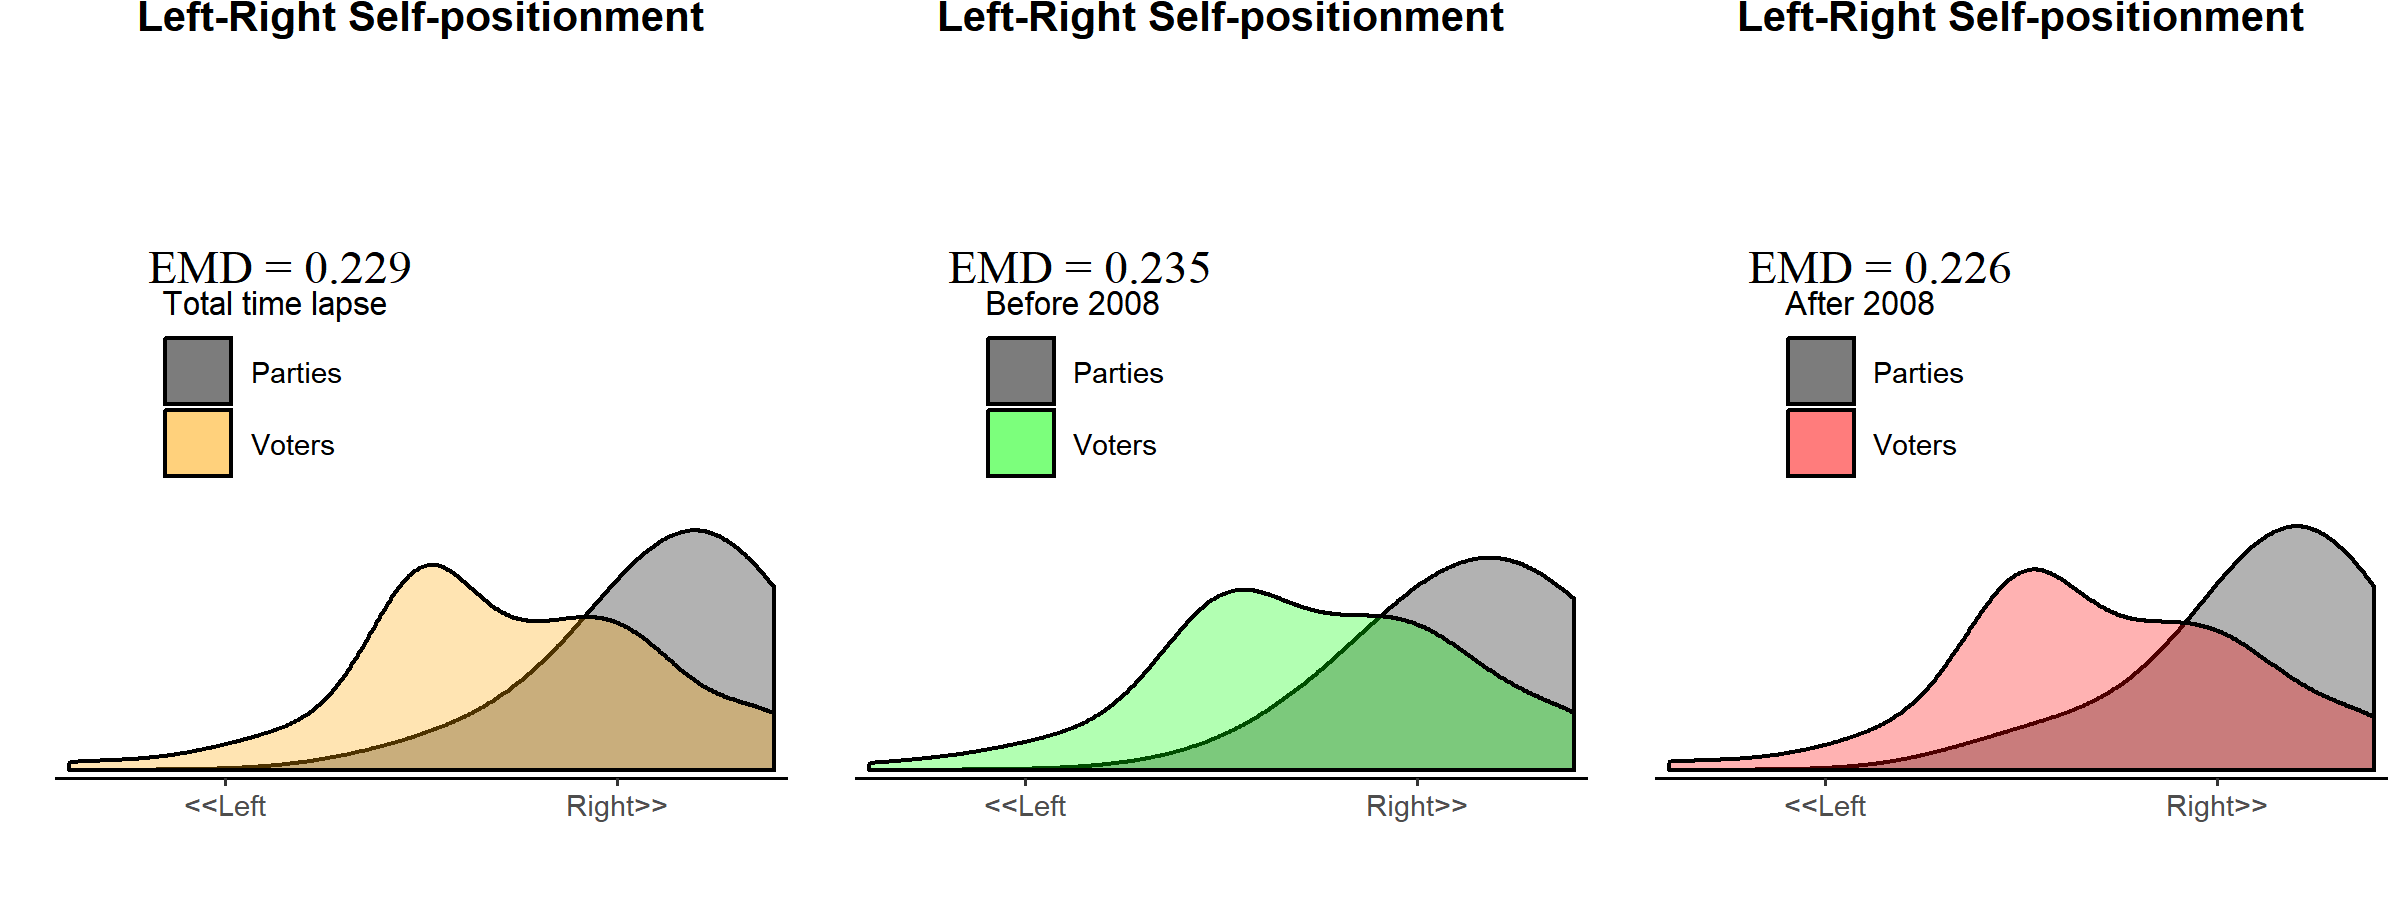 Left-Right Self-positionment
EMD = 0.229
Total time lapse
Parties
Voters
<<Left
Right>>
Left-Right Self-positionment
EMD = 0.235
Before 2008
Parties
Voters
<<Left
Right>>
Left-Right Self-positionment
EMD = 0.226
After 2008
Parties
Voters
<<Left
Right>>